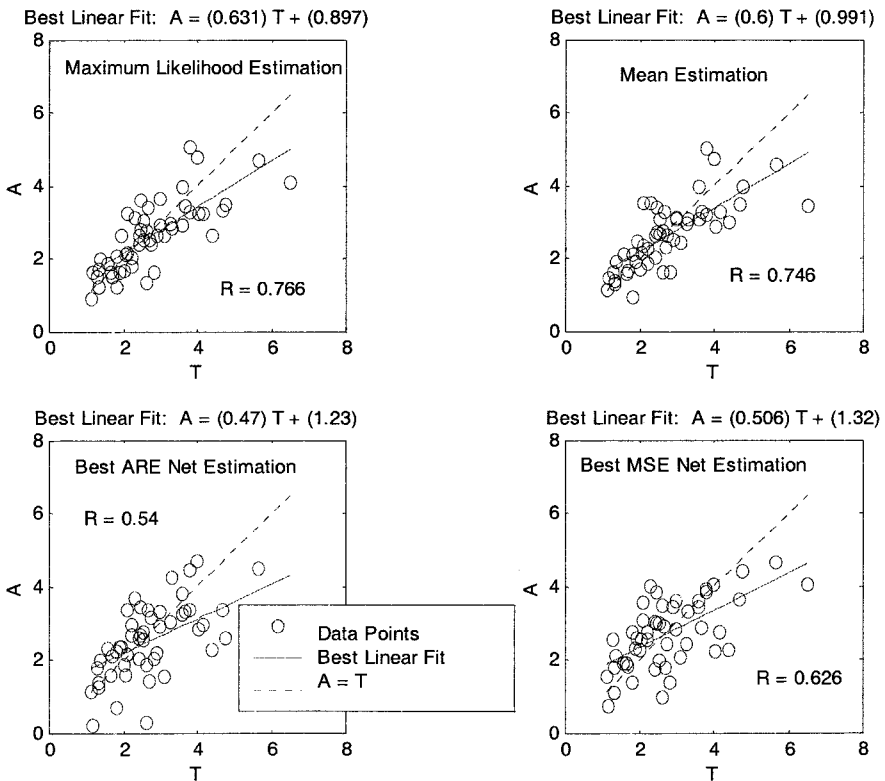 Best Linear Fit: A = (0.631) T + (0.897)
8
6
4
2
0
A
Maximum Likelihood Estimation
R = 0.766
0 2 4 6 8
T
Best Linear Fit: A = (0.6) T + (0.991)
8
6
4
2
0
A
Mean Estimation
R = 0.746
0 2 4 6 8
T
Best Linear Fit: A = (0.47) T + (1.23)
8
6
4
2
0
A
Best ARE Net Estimation
R = 0.54
Data Points
Best Linear Fit
A = T
0 2 4 6 8
T
Best Linear Fit: A = (0.506) T + (1.32)
8
6
4
2
0
A
Best MSE Net Estimation
R = 0.626
0 2 4 6 8
T